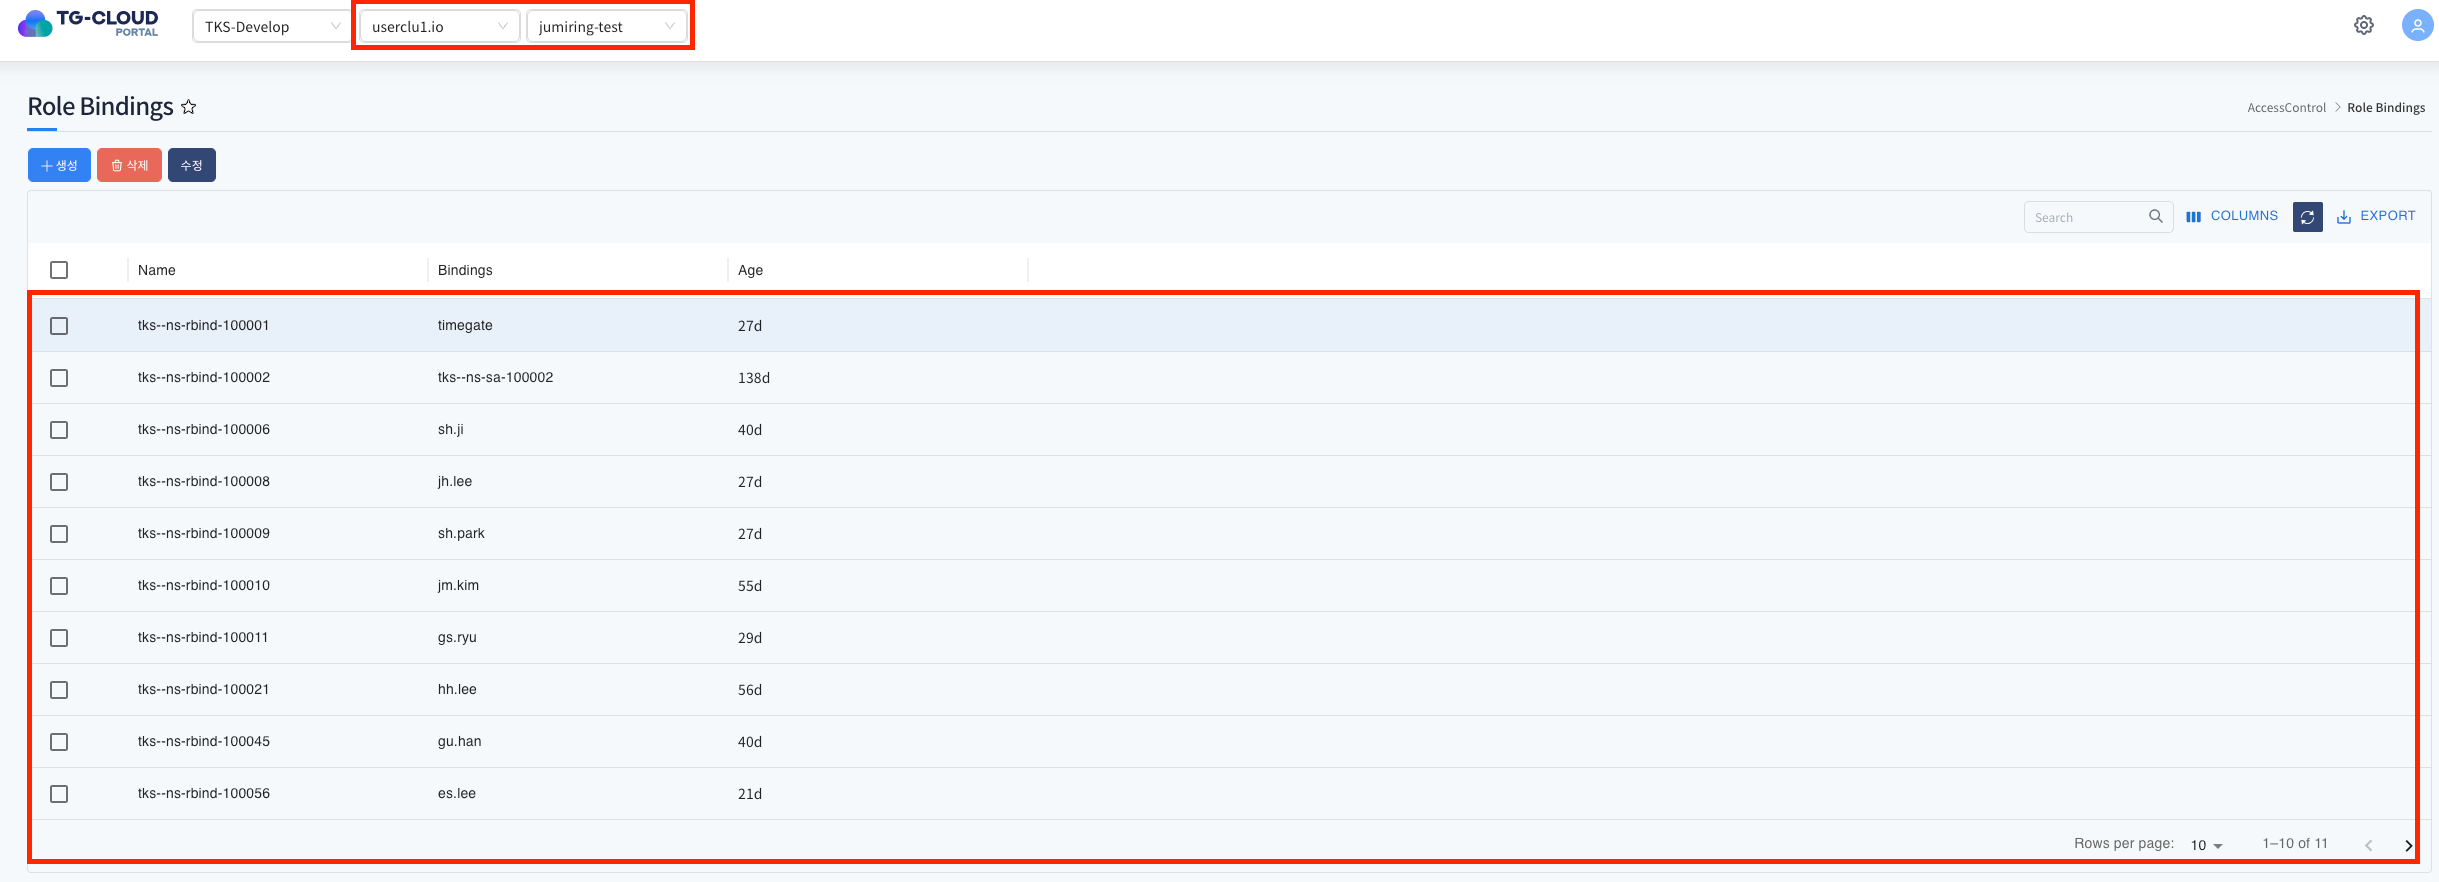 TG-CLOUD
PORTAL
TKS-Develop
userclu1.io
jumiring-test
Role Bindings
AccessControl > Role Bindings
생성
삭제
수정
Search
COLUMNS
EXPORT
Name Bindings Age
tks--ns-rbind-100001 timegate 27d
tks--ns-rbind-100002 tks--ns-sa-100002 138d
tks--ns-rbind-100006 sh.ji 40d
tks--ns-rbind-100008 jh.lee 27d
tks--ns-rbind-100009 sh.park 27d
tks--ns-rbind-100010 jm.kim 55d
tks--ns-rbind-100011 gs.ryu 29d
tks--ns-rbind-100021 hh.lee 56d
tks--ns-rbind-100045 gu.han 40d
tks--ns-rbind-100056 es.lee 21d
Rows per page: 10 1–10 of 11